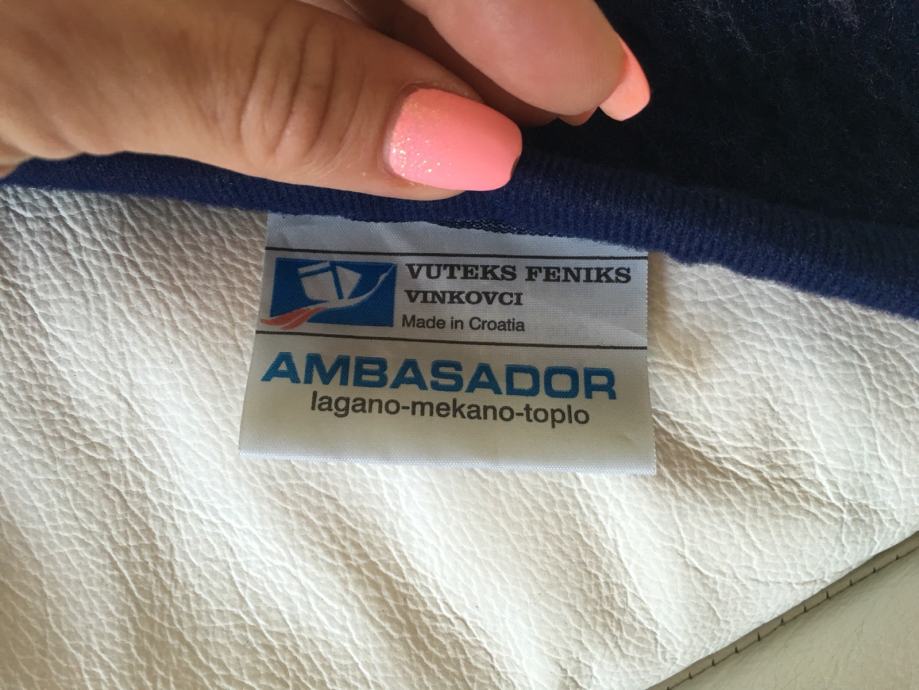 VUTEKS FENIKS
VINKOVCI
Made in Croatia
AMBASADOR
lagano-mekano-toplo